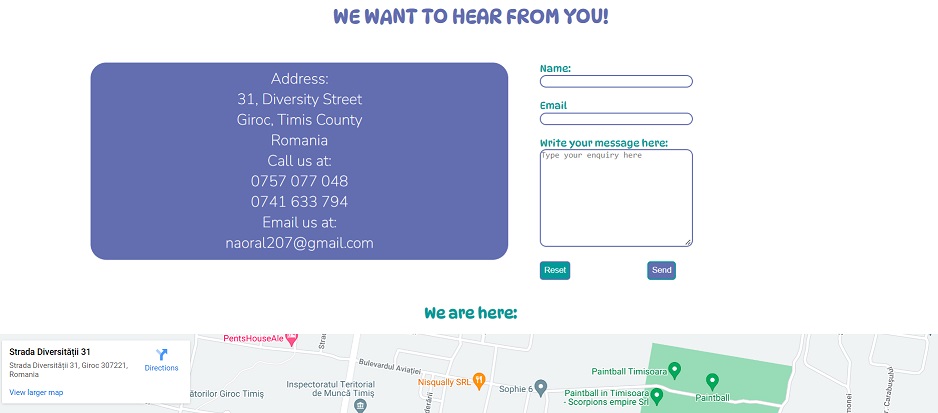 WE WANT TO HEAR FROM YOU!
Address:
31, Diversity Street
Giroc, Timis County
Romania
Call us at:
0757 077 048
0741 633 794
Email us at:
naoral207@gmail.com
Name:
Email
Write your message here:
Type your enquiry here
Reset
Send
We are here:
Strada Diversității 31
Strada Diversității 31, Giroc 307221,
Romania
Directions
View larger map
PentsHouseAle
Bulevardul Aviației
ătorilor Giroc Timiș
Inspectoratul Teritorial
de Muncă Timiș
Nisqually SRL
Sophie 6
Paintball Timisoara
Paintball in Timisoara
- Scorpions empire Srl
Paintball